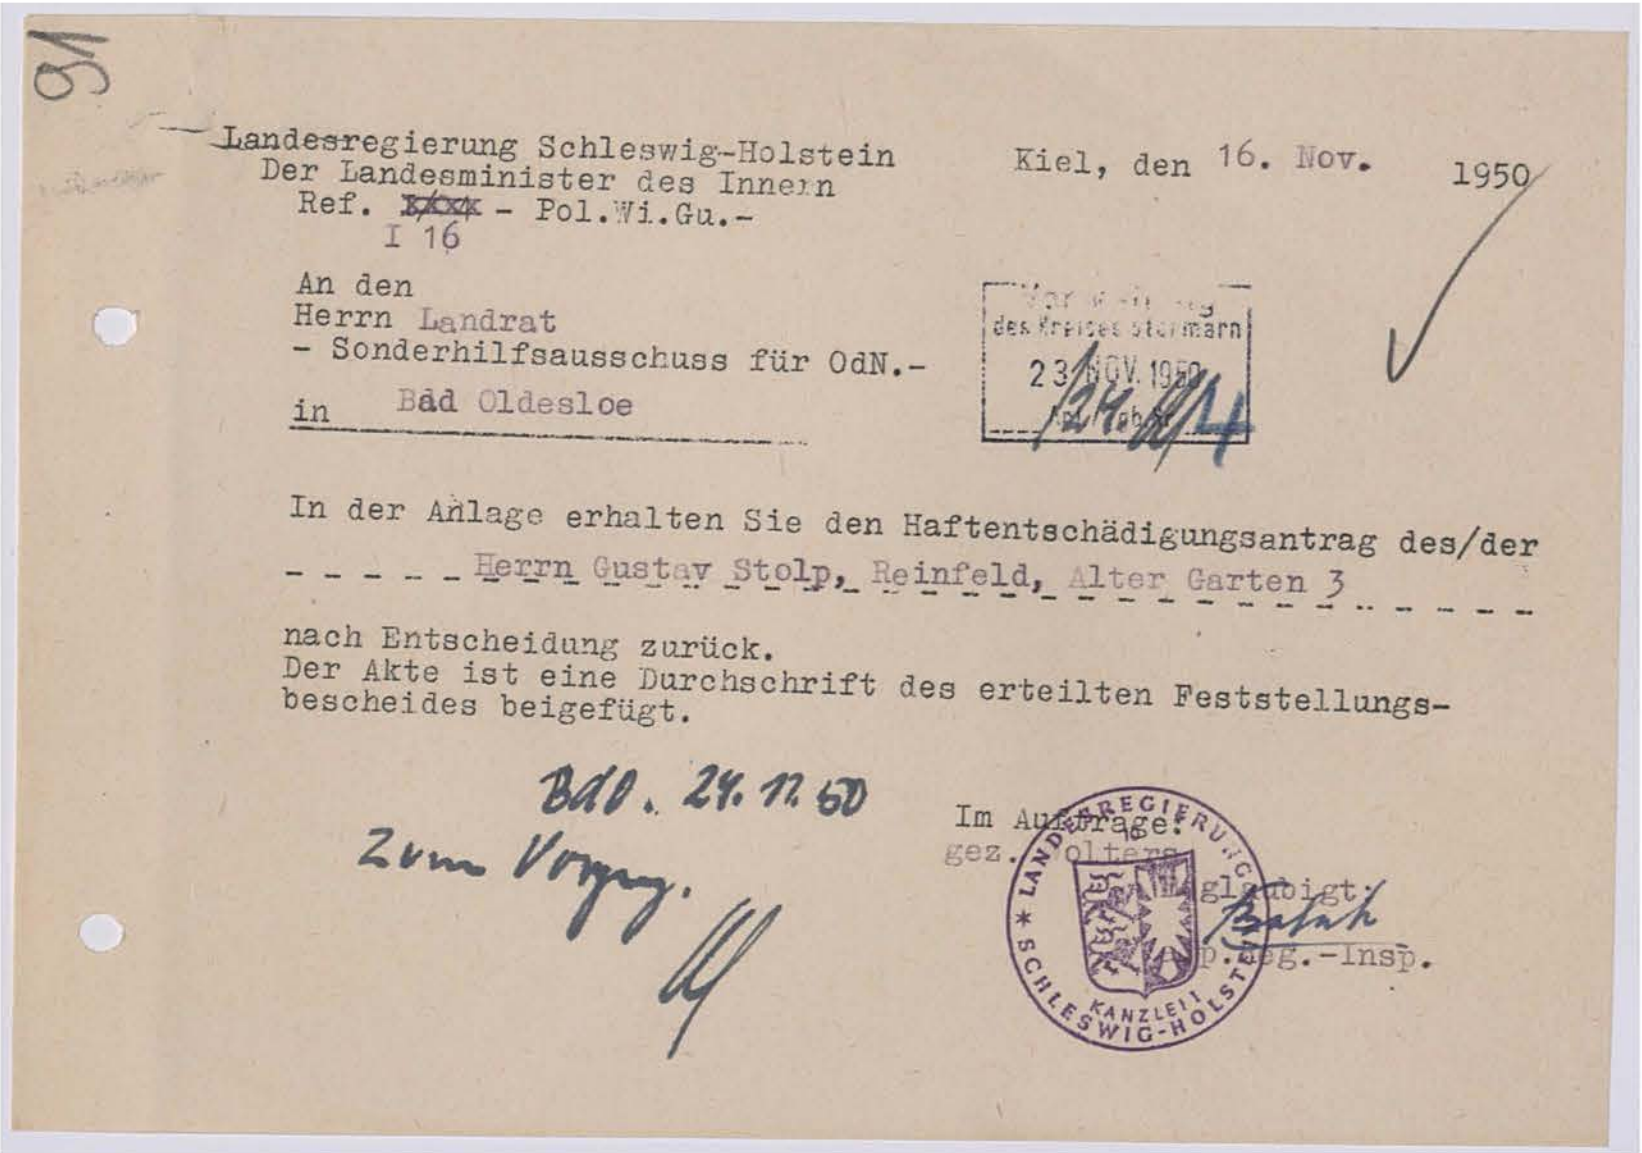 91
Landesregierung Schleswig-Holstein
Der Landesminister des Innern
Ref. - Pol.Wi.Gu.-
I 16
Kiel, den 16. Nov. 1950
An den
Herrn Landrat
- Sonderhilfsausschuss für OdN.-
in Bad Oldesloe
des Kreises Stormarn
23. NOV. 1950
In der Anlage erhalten Sie den Haftentschädigungsantrag des/der
Herrn Gustav Stolp, Reinfeld, Alter Garten 3
nach Entscheidung zurück.
Der Akte ist eine Durchschrift des erteilten Feststellungs-
bescheides beigefügt.
BdO. 24.11.50
Zum Vorgang.
Im Auftrage:
gez. Wolters
Beglaubigt:
Insp.
LANDESREGIERUNG
SCHLESWIG-HOLSTEIN
KANZLEI